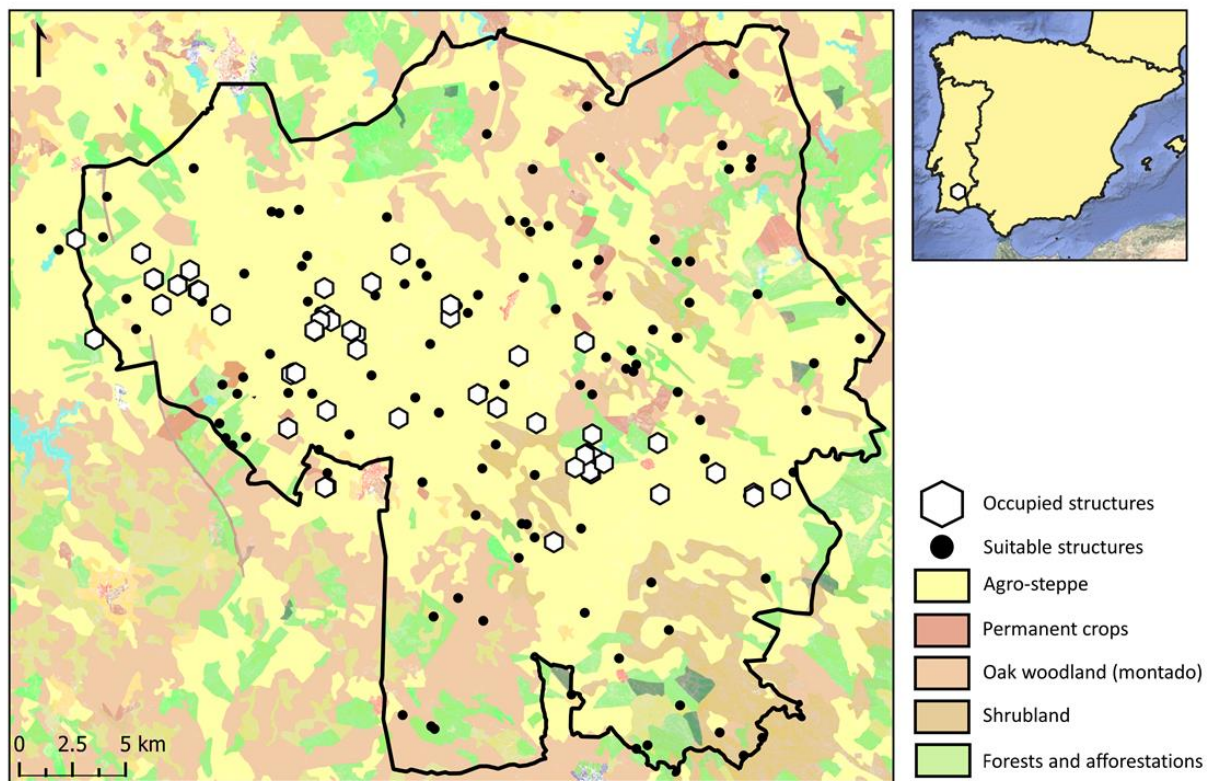 Occupied structures
Suitable structures
Agro-steppe
Permanent crops
Oak woodland (montado)
Shrubland
Forests and afforestations
0 2.5 5 km